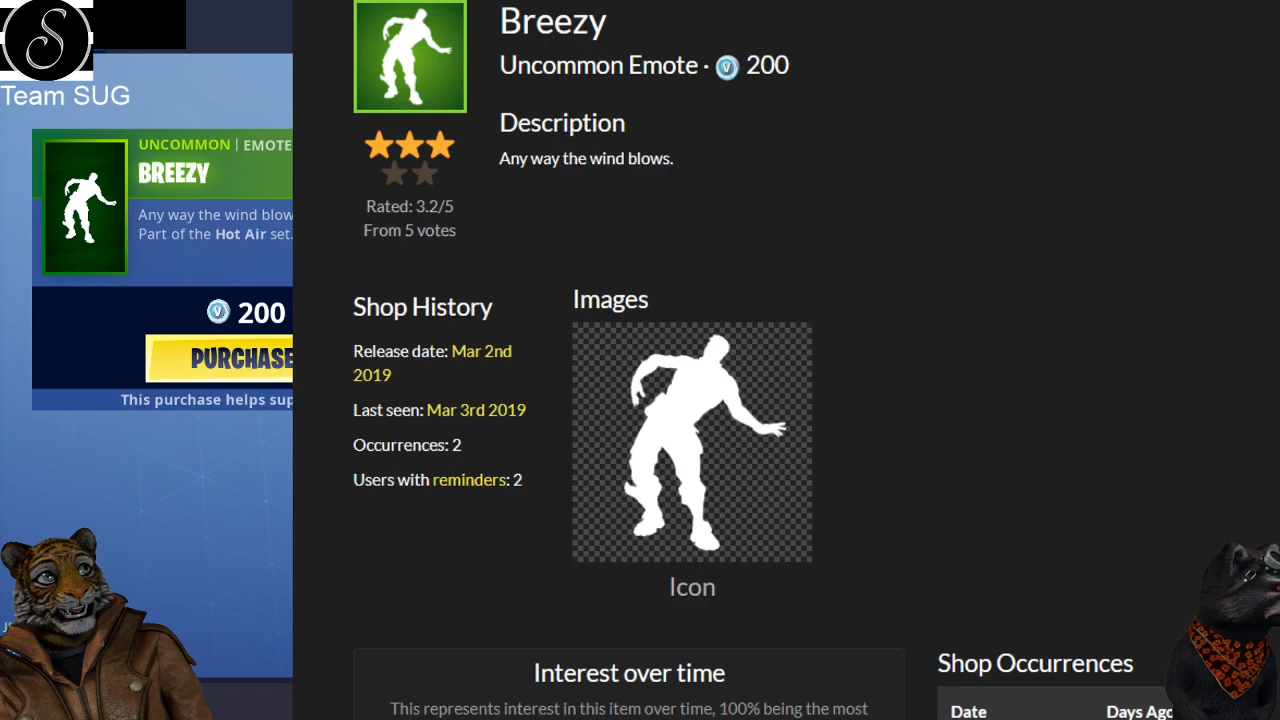 S
Team SUG
UNCOMMON | EMOTE
BREEZY
Any way the wind blow
Part of the Hot Air set.
200
PURCHASE
This purchase helps sup
Breezy
Uncommon Emote · V 200
Description
Any way the wind blows.
Rated: 3.2/5
From 5 votes
Shop History
Release date: Mar 2nd
2019
Last seen: Mar 3rd 2019
Occurrences: 2
Users with reminders: 2
Images
Icon
Interest over time
This represents interest in this item over time, 100% being the most
Shop Occurrences
Date Days Ago